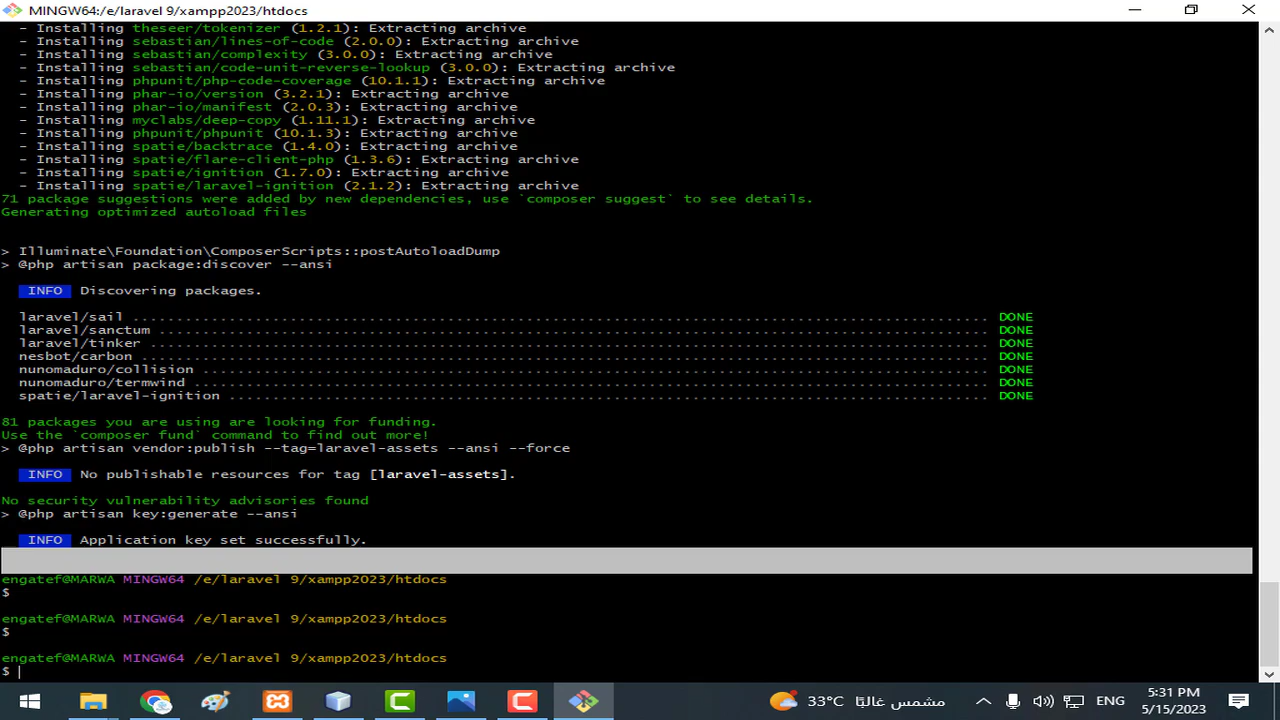 MINGW64:/e/laravel 9/xampp2023/htdocs
- Installing theseer/tokenizer (1.2.1): Extracting archive
- Installing sebastian/lines-of-code (2.0.0): Extracting archive
- Installing sebastian/complexity (3.0.0): Extracting archive
- Installing sebastian/code-unit-reverse-lookup (3.0.0): Extracting archive
- Installing phpunit/php-code-coverage (10.1.1): Extracting archive
- Installing phar-io/version (3.2.1): Extracting archive
- Installing phar-io/manifest (2.0.3): Extracting archive
- Installing myclabs/deep-copy (1.11.1): Extracting archive
- Installing phpunit/phpunit (10.1.3): Extracting archive
- Installing spatie/backtrace (1.4.0): Extracting archive
- Installing spatie/flare-client-php (1.3.6): Extracting archive
- Installing spatie/ignition (1.7.0): Extracting archive
- Installing spatie/laravel-ignition (2.1.2): Extracting archive
71 package suggestions were added by new dependencies, use `composer suggest` to see details.
Generating optimized autoload files
> Illuminate\Foundation\ComposerScripts::postAutoloadDump
> @php artisan package:discover --ansi
INFO Discovering packages.
laravel/sail .................................................................................................. DONE
laravel/sanctum ............................................................................................... DONE
laravel/tinker ................................................................................................ DONE
nesbot/carbon ................................................................................................. DONE
nunomaduro/collision .......................................................................................... DONE
nunomaduro/termwind ........................................................................................... DONE
spatie/laravel-ignition ....................................................................................... DONE
81 packages you are using are looking for funding.
Use the `composer fund` command to find out more!
> @php artisan vendor:publish --tag=laravel-assets --ansi --force
INFO No publishable resources for tag [laravel-assets].
No security vulnerability advisories found
> @php artisan key:generate --ansi
INFO Application key set successfully.
engatef@MARWA MINGW64 /e/laravel 9/xampp2023/htdocs
$
engatef@MARWA MINGW64 /e/laravel 9/xampp2023/htdocs
$
engatef@MARWA MINGW64 /e/laravel 9/xampp2023/htdocs
$
33°C مشمس غالبًا
ENG
5:31 PM
5/15/2023